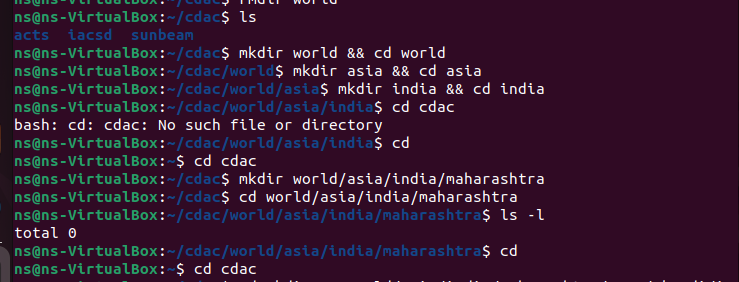 ns@ns-VirtualBox:~/cdac$ rmdir world
ns@ns-VirtualBox:~/cdac$ ls
acts  iacsd  sunbeam
ns@ns-VirtualBox:~/cdac$ mkdir world && cd world
ns@ns-VirtualBox:~/cdac/world$ mkdir asia && cd asia
ns@ns-VirtualBox:~/cdac/world/asia$ mkdir india && cd india
ns@ns-VirtualBox:~/cdac/world/asia/india$ cd cdac
bash: cd: cdac: No such file or directory
ns@ns-VirtualBox:~/cdac/world/asia/india$ cd
ns@ns-VirtualBox:~$ cd cdac
ns@ns-VirtualBox:~/cdac$ mkdir world/asia/india/maharashtra
ns@ns-VirtualBox:~/cdac$ cd world/asia/india/maharashtra
ns@ns-VirtualBox:~/cdac/world/asia/india/maharashtra$ ls -l
total 0
ns@ns-VirtualBox:~/cdac/world/asia/india/maharashtra$ cd
ns@ns-VirtualBox:~$ cd cdac